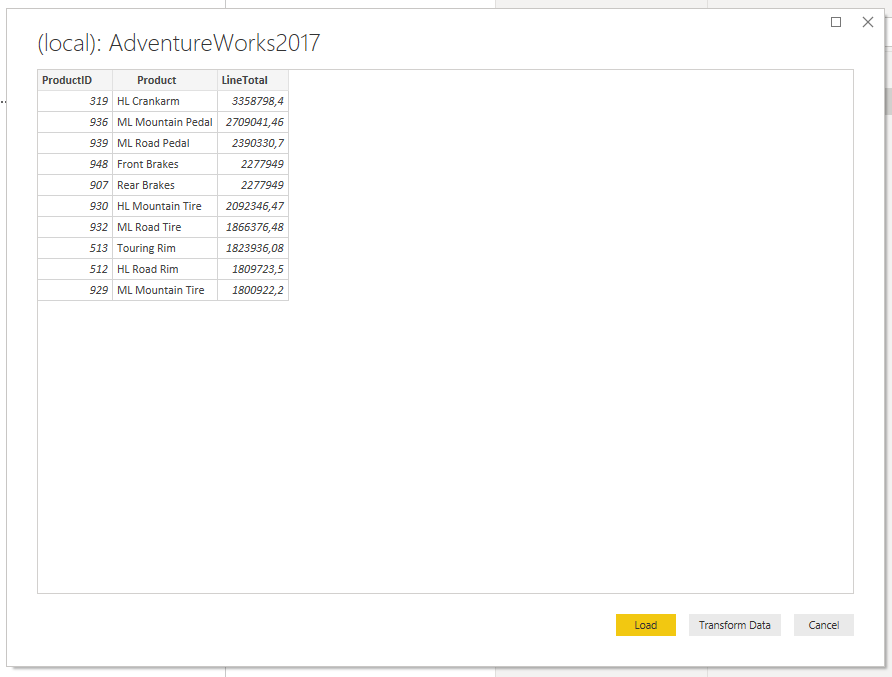 (local): AdventureWorks2017
ProductID Product LineTotal
319 HL Crankarm 3358798,4
936 ML Mountain Pedal 2709041,46
939 ML Road Pedal 2390330,7
948 Front Brakes 2277949
907 Rear Brakes 2277949
930 HL Mountain Tire 2092346,47
932 ML Road Tire 1866376,48
513 Touring Rim 1823936,08
512 HL Road Rim 1809723,5
929 ML Mountain Tire 1800922,2
Load Transform Data Cancel